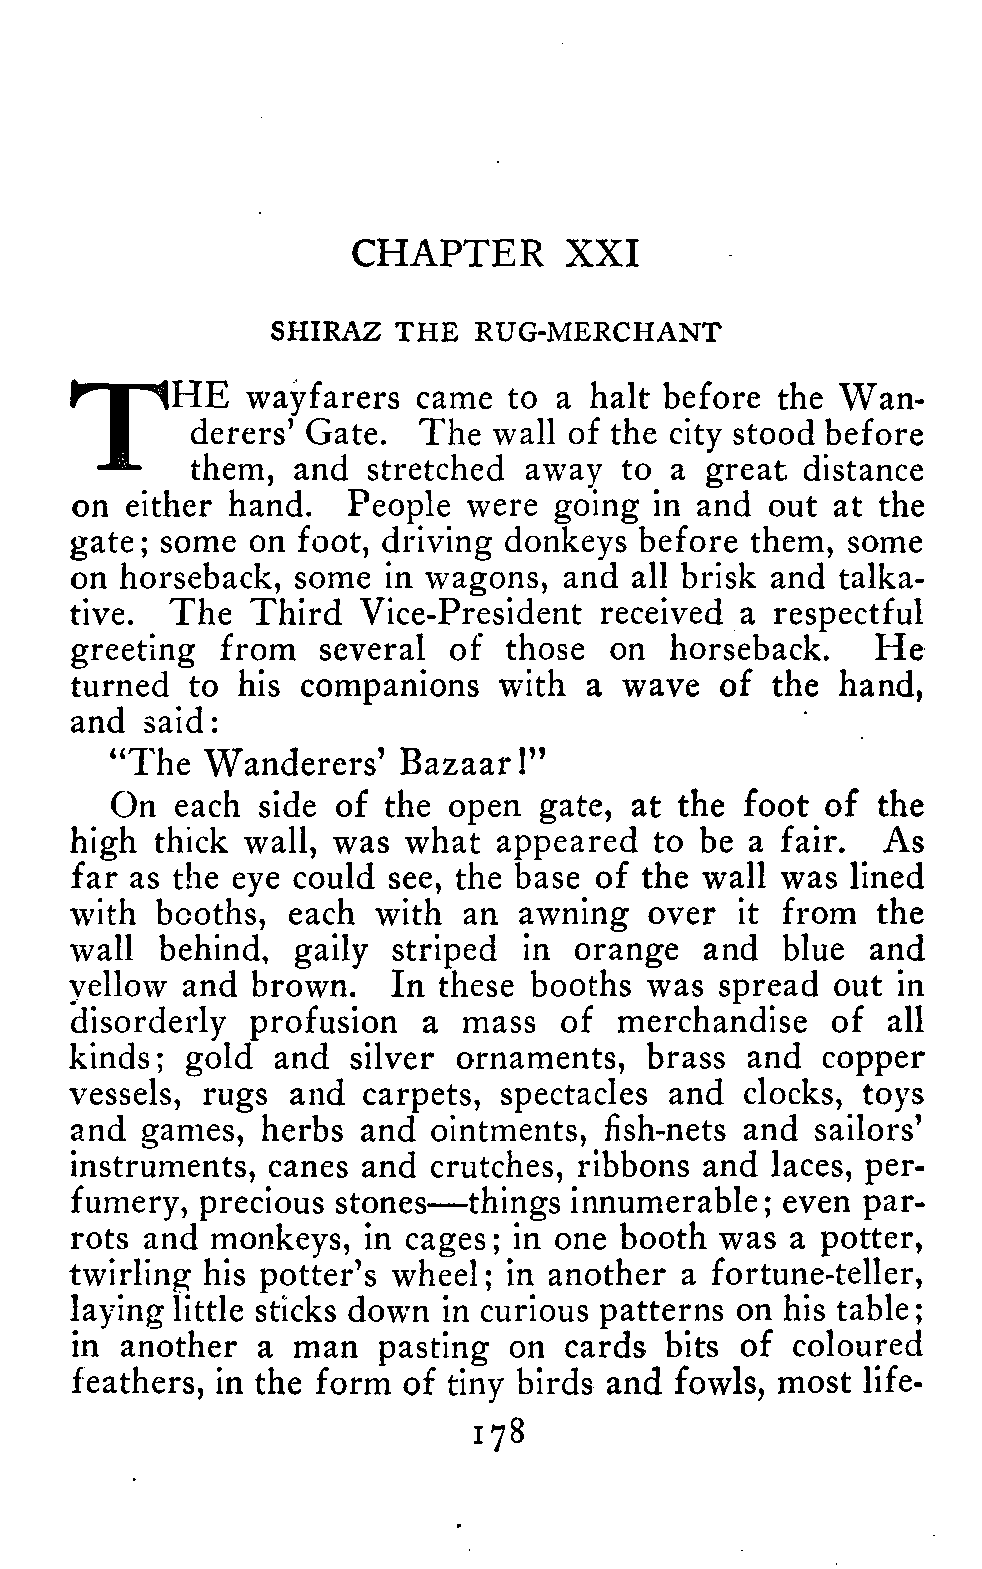 CHAPTER XXI
SHIRAZ THE RUG-MERCHANT
THE wayfarers came to a halt before the Wan-
derers' Gate. The wall of the city stood before
them, and stretched away to a great distance
on either hand. People were going in and out at the
gate; some on foot, driving donkeys before them, some
on horseback, some in wagons, and all brisk and talka-
tive. The Third Vice-President received a respectful
greeting from several of those on horseback. He
turned to his companions with a wave of the hand,
and said:
"The Wanderers' Bazaar!"
On each side of the open gate, at the foot of the
high thick wall, was what appeared to be a fair. As
far as the eye could see, the base of the wall was lined
with booths, each with an awning over it from the
wall behind, gaily striped in orange and blue and
yellow and brown. In these booths was spread out in
disorderly profusion a mass of merchandise of all
kinds; gold and silver ornaments, brass and copper
vessels, rugs and carpets, spectacles and clocks, toys
and games, herbs and ointments, fish-nets and sailors'
instruments, canes and crutches, ribbons and laces, per-
fumery, precious stones—things innumerable; even par-
rots and monkeys, in cages; in one booth was a potter,
twirling his potter's wheel; in another a fortune-teller,
laying little sticks down in curious patterns on his table;
in another a man pasting on cards bits of coloured
feathers, in the form of tiny birds and fowls, most life-
178